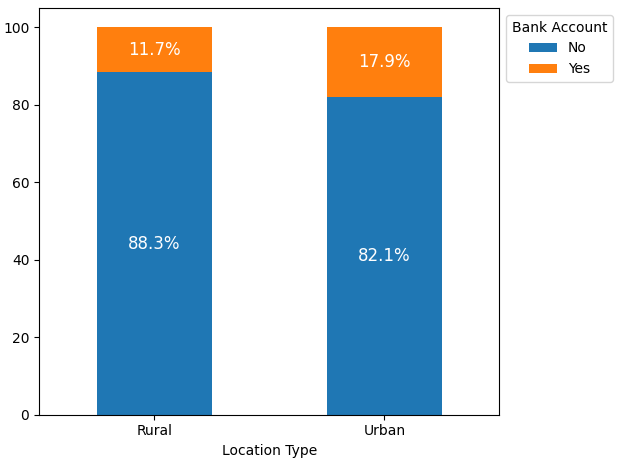 Bank Account
No
Yes
100
80
60
40
20
0
11.7%
17.9%
88.3%
82.1%
Rural
Urban
Location Type